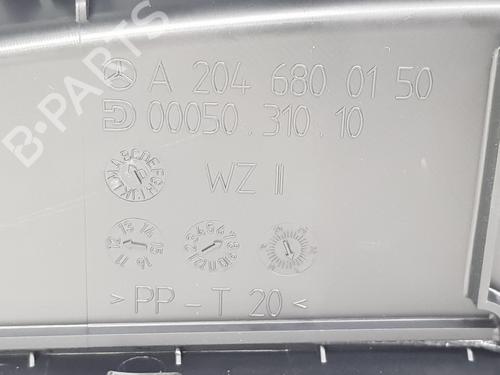 A 204 680 01 50
00050.310.10
WZ II
>PP-T 20<
B-PARTS